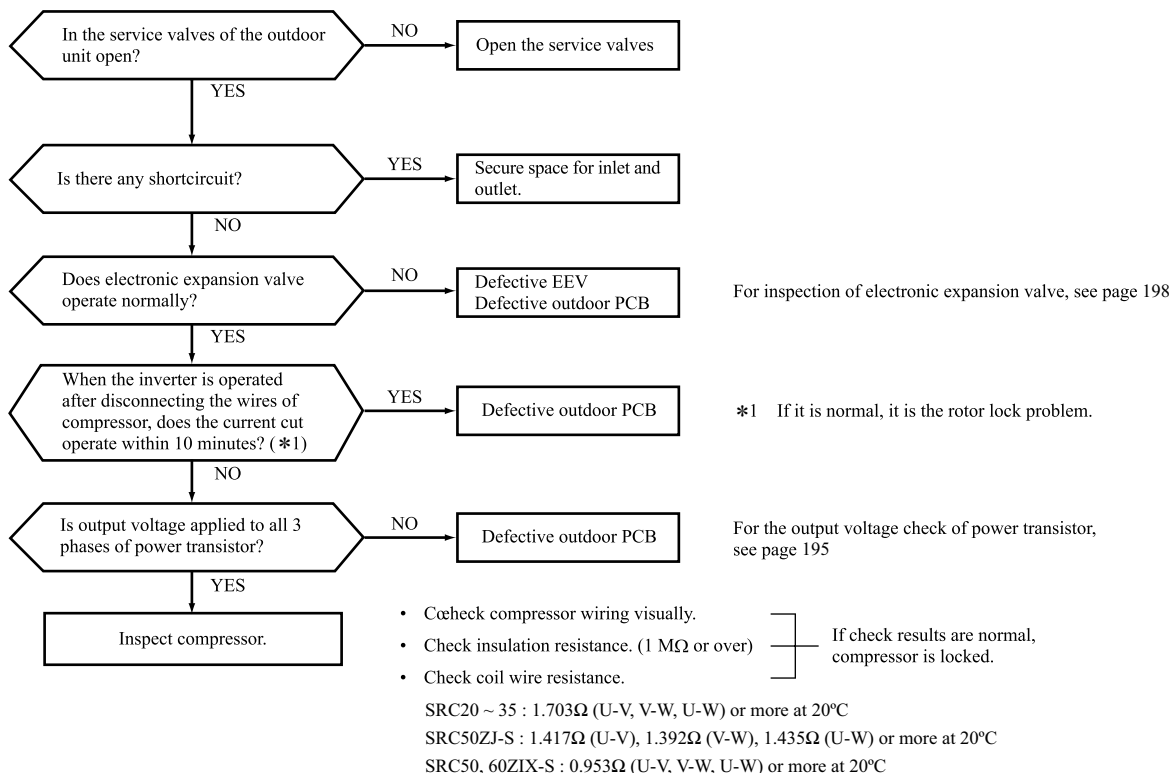 In the service valves of the outdoor
unit open?
NO
Open the service valves
YES
Is there any shortcircuit?
YES
Secure space for inlet and
outlet.
NO
Does electronic expansion valve
operate normally?
NO
Defective EEV
Defective outdoor PCB
For inspection of electronic expansion valve, see page 198
YES
When the inverter is operated
after disconnecting the wires of
compressor, does the current cut
operate within 10 minutes? (∗1)
YES
Defective outdoor PCB
∗1 If it is normal, it is the rotor lock problem.
NO
Is output voltage applied to all 3
phases of power transistor?
NO
Defective outdoor PCB
For the output voltage check of power transistor,
see page 195
YES
Inspect compressor.
• Cœheck compressor wiring visually.
• Check insulation resistance. (1 MΩ or over)
• Check coil wire resistance.
If check results are normal,
compressor is locked.
SRC20 ~ 35 : 1.703Ω (U-V, V-W, U-W) or more at 20ºC
SRC50ZJ-S : 1.417Ω (U-V), 1.392Ω (V-W), 1.435Ω (U-W) or more at 20ºC
SRC50, 60ZIX-S : 0.953Ω (U-V, V-W, U-W) or more at 20ºC